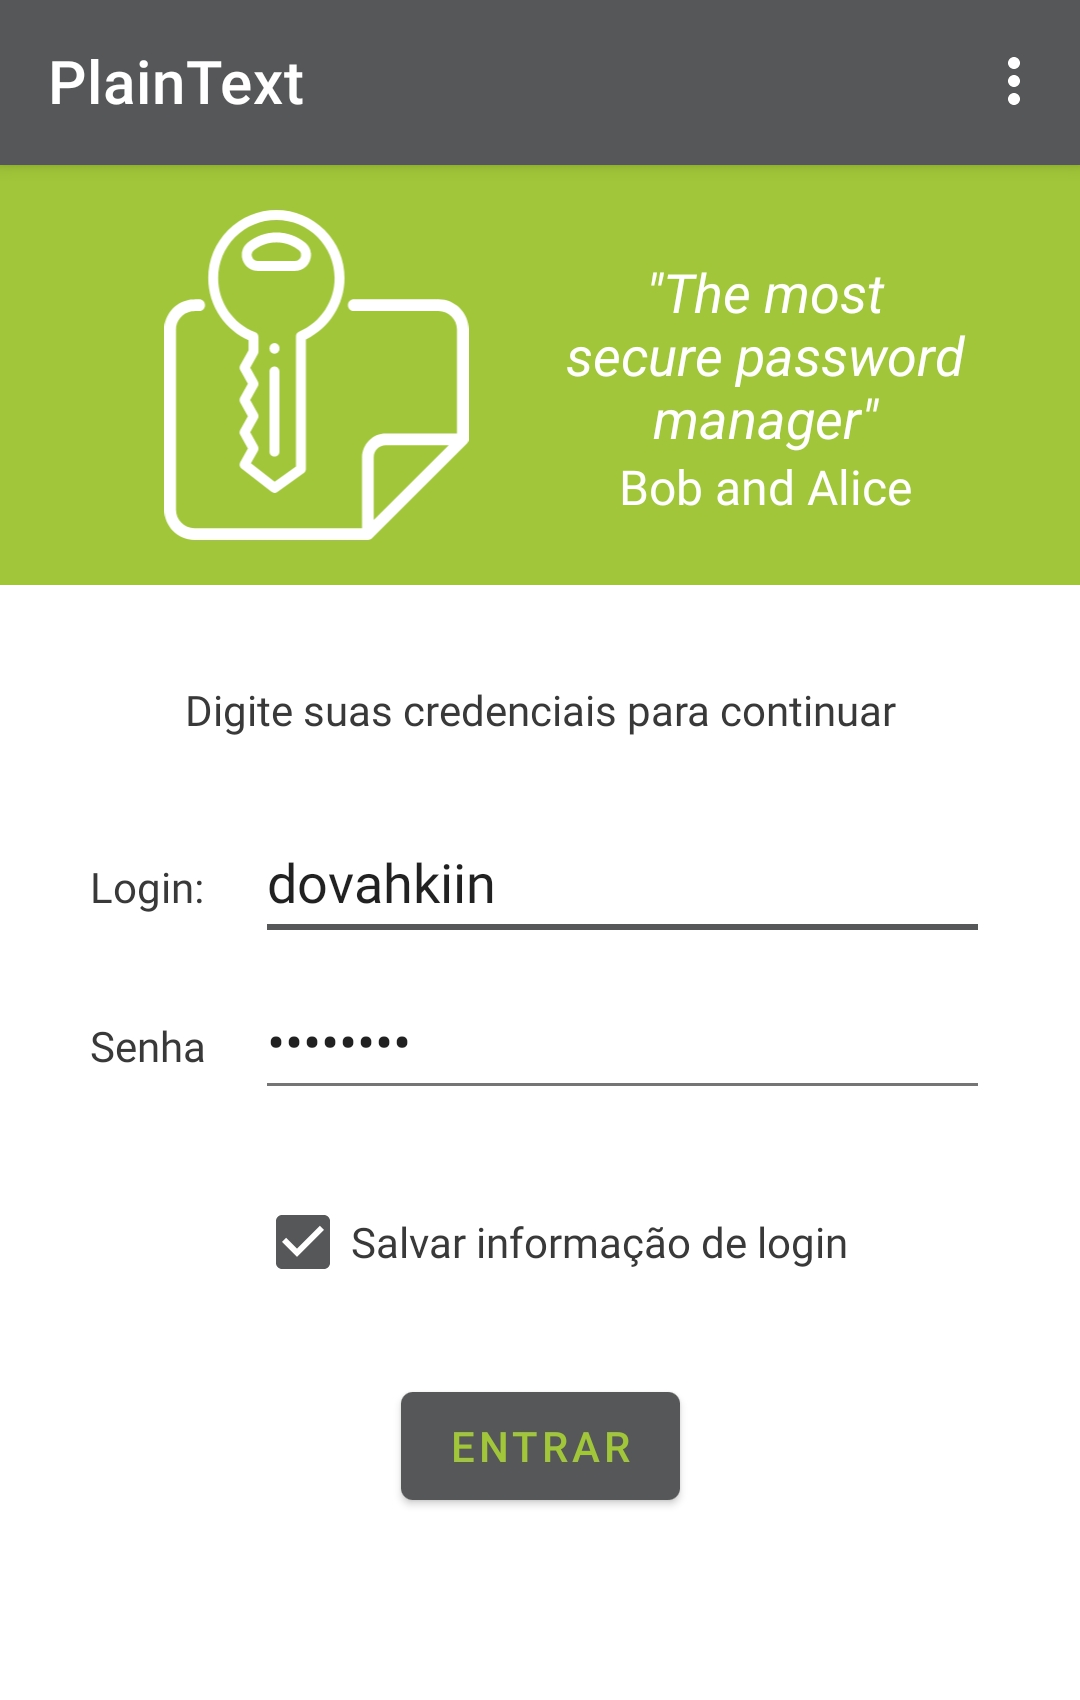 PlainText
"The most
secure password
manager"
Bob and Alice
Digite suas credenciais para continuar
Login: dovahkiin
Senha ••••••••
Salvar informação de login
ENTRAR